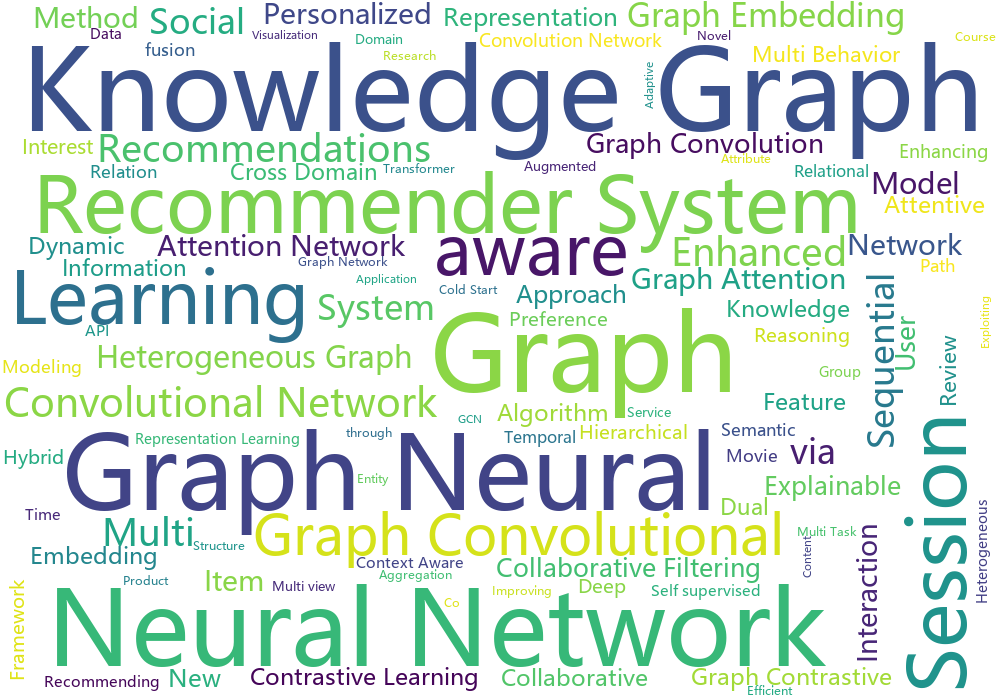 Method
Social
Personalized
Representation
Graph Embedding
Data
Visualization
Domain
Convolution Network
Novel
Course
fusion
Research
Multi Behavior
Knowledge Graph
Adaptive
Interest
Recommendations
Graph Convolution
Enhancing
Relation
Cross Domain
Transformer
Augmented
Attribute
Relational
Model
Recommender System
Attentive
Dynamic
Attention Network
aware
Enhanced
Network
Information
Graph Network
Graph Attention
Path
Learning
Application
Cold Start
Approach
Knowledge
Sequential
System
Preference
User
Exploiting
API
Graph
Reasoning
Review
Modeling
Heterogeneous Graph
Group
Convolutional Network
Algorithm
Service
Feature
GCN
Representation Learning
through
Temporal
Hierarchical
Semantic
via
Hybrid
Graph Neural
Movie
Session
Entity
Explainable
Time
Multi
Graph Convolutional
Dual
Heterogeneous
Structure
Multi Task
Interaction
Content
Embedding
Context Aware
Collaborative Filtering
Product
Item
Multi view
Aggregation
Deep
Self supervised
Improving
Framework
Neural Network
Co
Recommending
New
Contrastive Learning
Collaborative
Graph Contrastive
Efficient